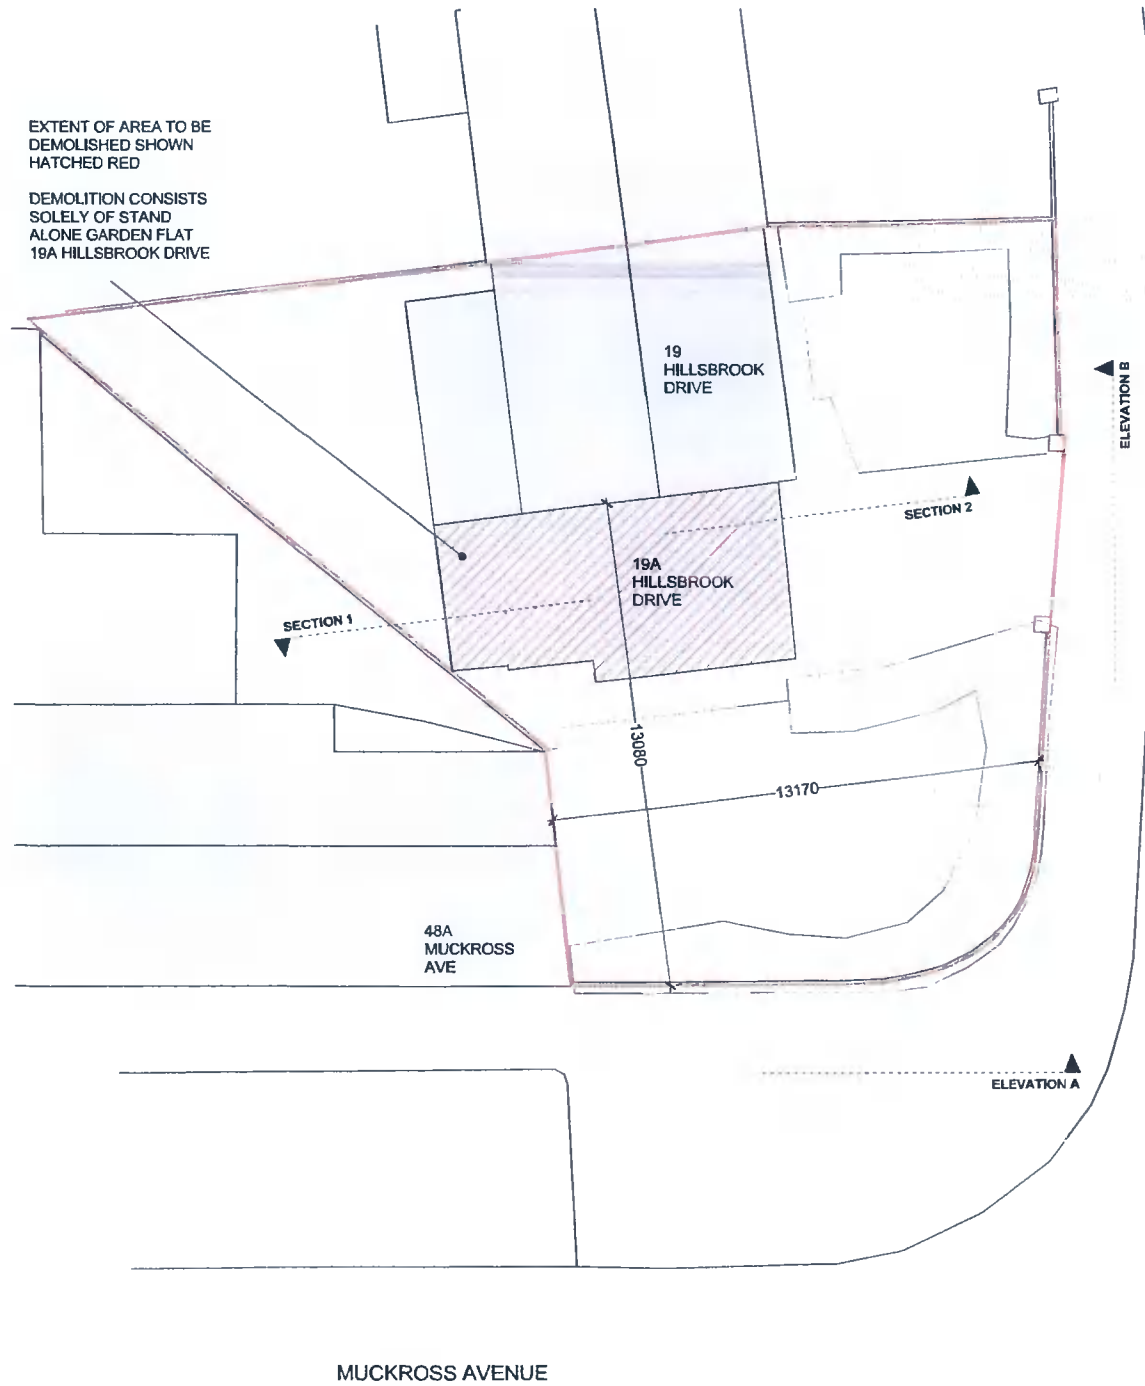 EXTENT OF AREA TO BE
DEMOLISHED SHOWN
HATCHED RED
DEMOLITION CONSISTS
SOLELY OF STAND
ALONE GARDEN FLAT
19A HILLSBROOK DRIVE
19
HILLSBROOK
DRIVE
ELEVATION B
SECTION 2
19A
HILLSBROOK
DRIVE
SECTION 1
13080
13170
48A
MUCKROSS
AVE
ELEVATION A
MUCKROSS AVENUE